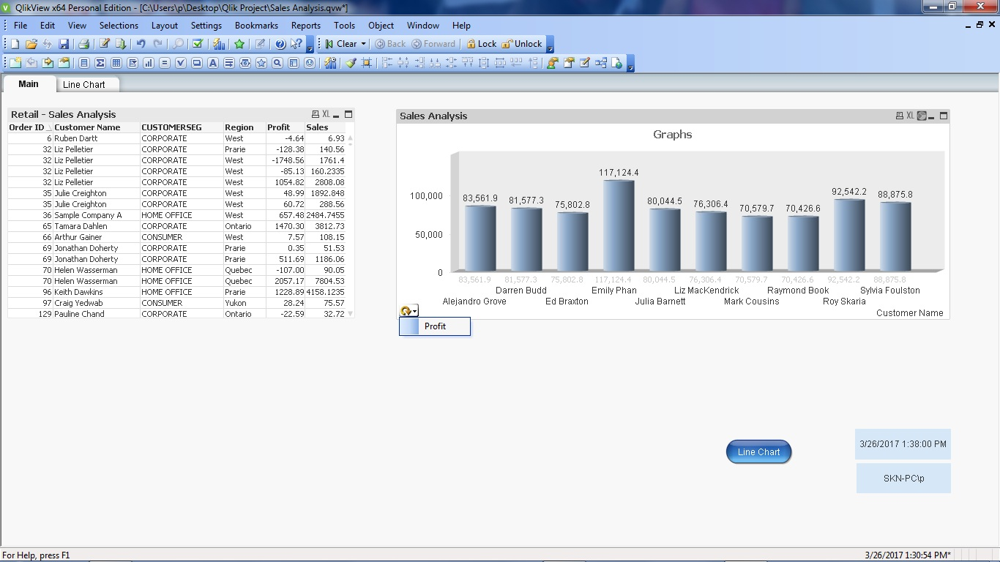 QlikView x64 Personal Edition - [C:\Users\p\Desktop\Qlik Project\Sales Analysis.qvw*]
File Edit View Selections Layout Settings Bookmarks Reports Tools Object Window Help
Clear Back Forward Lock Unlock
Main Line Chart
Retail - Sales Analysis XL
Order ID Customer Name CUSTOMERSEG Region Profit Sales
6 Ruben Dartt CORPORATE West -4.64 6.93
32 Liz Pelletier CORPORATE Prarie -128.38 140.56
32 Liz Pelletier CORPORATE West -1748.56 1761.4
32 Liz Pelletier CORPORATE West -85.13 160.2335
32 Liz Pelletier CORPORATE West 1054.82 2808.08
35 Julie Creighton CORPORATE West 48.99 1892.848
35 Julie Creighton CORPORATE West 60.72 288.56
36 Sample Company A HOME OFFICE West 657.48 2484.7455
65 Tamara Dahlen CORPORATE Ontario 1470.30 3812.73
66 Arthur Gainer CONSUMER West 7.57 108.15
69 Jonathan Doherty CORPORATE Prarie 0.35 51.53
69 Jonathan Doherty CORPORATE Prarie 511.69 1186.06
70 Helen Wasserman HOME OFFICE Quebec -107.00 90.05
70 Helen Wasserman HOME OFFICE Quebec 2057.17 7804.53
96 Keith Dawkins HOME OFFICE Prarie 1228.89 4158.1235
97 Craig Yedwab CONSUMER Yukon 28.24 75.57
129 Pauline Chand CORPORATE Ontario -22.59 32.72
Sales Analysis XL
Graphs
117,124.4
92,542.2
83,561.9 81,577.3 75,802.8 80,044.5 76,306.4 70,579.7 70,426.6 88,875.8
100,000
50,000
0
83,561.9 81,577.3 75,802.8 117,124.4 80,044.5 76,306.4 70,579.7 70,426.6 92,542.2 88,875.8
Darren Budd Emily Phan Liz MacKendrick Raymond Book Sylvia Foulston
Alejandro Grove Ed Braxton Julia Barnett Mark Cousins Roy Skaria
Customer Name
Profit
Line Chart
3/26/2017 1:38:00 PM
SKN-PC\p
For Help, press F1
3/26/2017 1:30:54 PM*